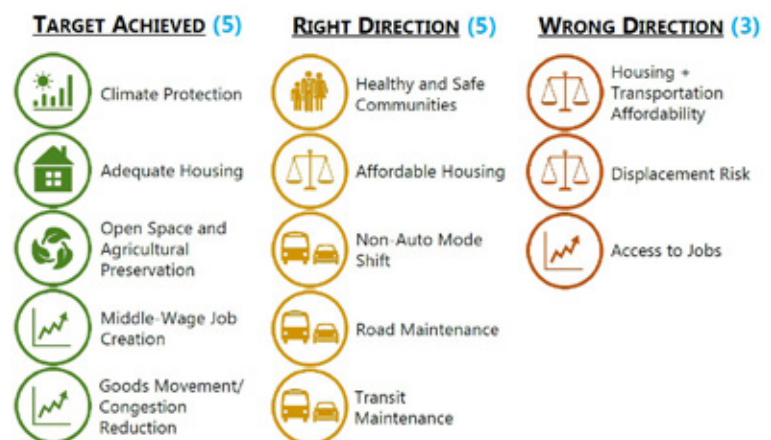 TARGET ACHIEVED (5)
Climate Protection
Adequate Housing
Open Space and
Agricultural
Preservation
Middle-Wage Job
Creation
Goods Movement/
Congestion
Reduction
RIGHT DIRECTION (5)
Healthy and Safe
Communities
Affordable Housing
Non-Auto Mode
Shift
Road Maintenance
Transit
Maintenance
WRONG DIRECTION (3)
Housing +
Transportation
Affordability
Displacement Risk
Access to Jobs